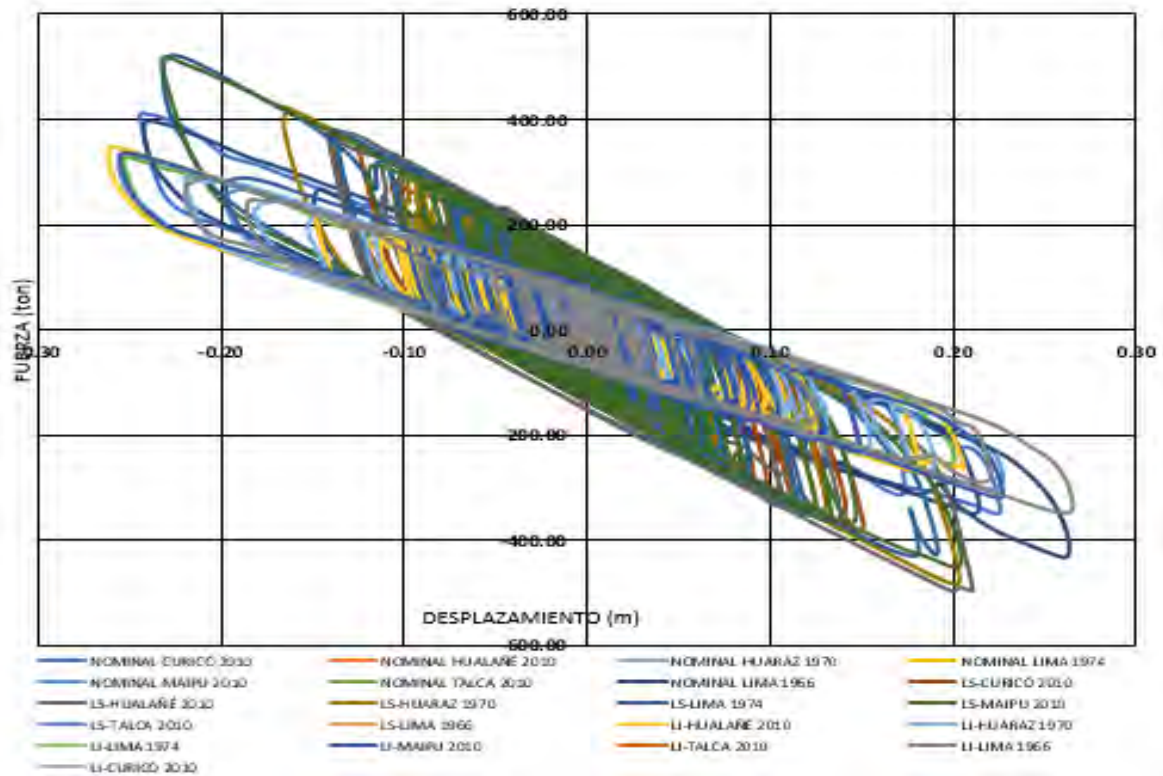 600.00
400.00
200.00
0.00
-0.30 -0.20 -0.10 0.00 0.10 0.20 0.30
-200.00
-400.00
-600.00
FUERZA (ton)
DESPLAZAMIENTO (m)
NOMINAL CURICÓ 2010 NOMINAL HUALAÑE 2010 NOMINAL HUARAZ 1970 NOMINAL LIMA 1974
NOMINAL MAIPU 2010 NOMINAL TALCA 2010 NOMINAL LIMA 1966 LS-CURICÓ 2010
LS-HUALAÑÉ 2010 LS-HUARAZ 1970 LS-LIMA 1974 LS-MAIPU 2010
LS-TALCA 2010 LS-LIMA 1966 LI-HUALAÑE 2010 LI-HUARAZ 1970
LI-LIMA 1974 LI-MAIPU 2010 LI-TALCA 2010 LI-LIMA 1966
LI-CURICO 2010